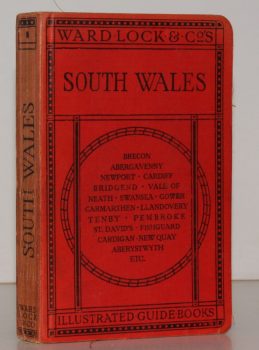 WARD, LOCK & CO'S
SOUTH WALES
BRECON
ABERGAVENNY
NEWPORT · CARDIFF
BRIDGEND · VALE OF
NEATH · SWANSEA · GOWER
CARMARTHEN · LLANDOVERY
TENBY · PEMBROKE
ST. DAVID'S · FISHGUARD
CARDIGAN · NEW QUAY
ABERYSTWYTH
ETC.
ILLUSTRATED GUIDE BOOKS
SOUTH WALES
WARD
LOCK